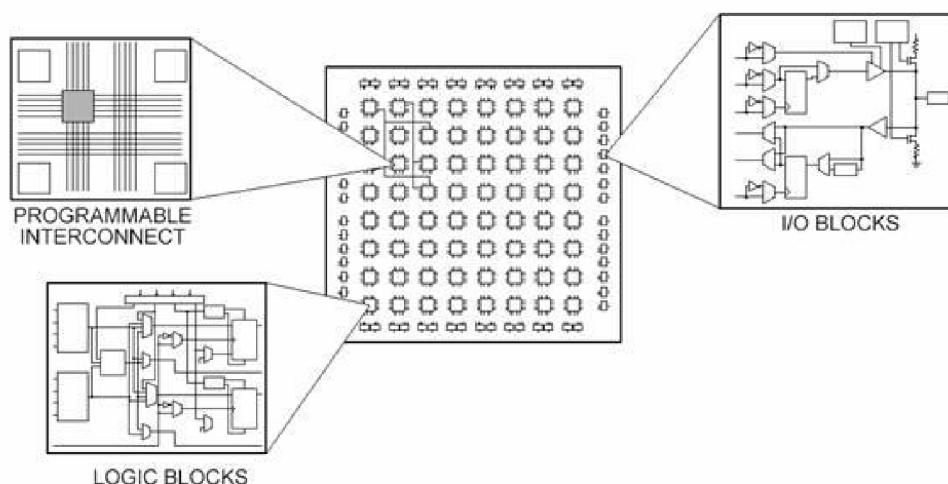 PROGRAMMABLE
INTERCONNECT
I/O BLOCKS
LOGIC BLOCKS